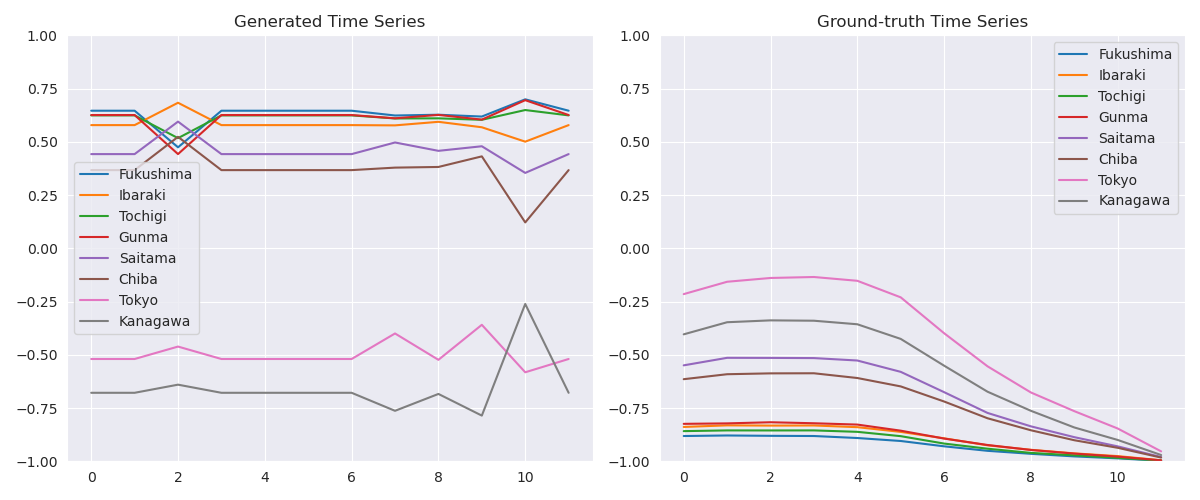 Generated Time Series
1.00
0.75
0.50
0.25
0.00
−0.25
−0.50
−0.75
−1.00
0 2 4 6 8 10
Fukushima
Ibaraki
Tochigi
Gunma
Saitama
Chiba
Tokyo
Kanagawa
Ground-truth Time Series
1.00
0.75
0.50
0.25
0.00
−0.25
−0.50
−0.75
−1.00
0 2 4 6 8 10
Fukushima
Ibaraki
Tochigi
Gunma
Saitama
Chiba
Tokyo
Kanagawa